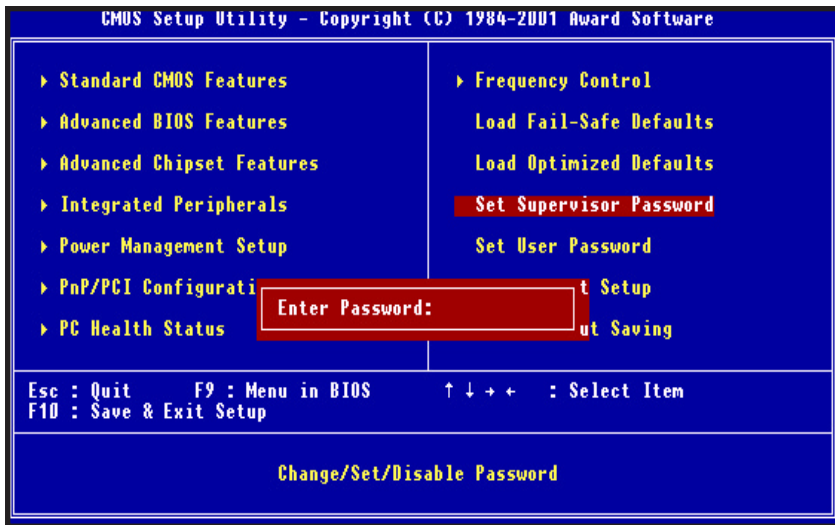 CMOS Setup Utility - Copyright (C) 1984-2001 Award Software
Standard CMOS Features
Advanced BIOS Features
Advanced Chipset Features
Integrated Peripherals
Power Management Setup
PnP/PCI Configurati
PC Health Status
Frequency Control
Load Fail-Safe Defaults
Load Optimized Defaults
Set Supervisor Password
Set User Password
t Setup
ut Saving
Enter Password:
Esc : Quit F9 : Menu in BIOS ↑ ↓ → ← : Select Item
F10 : Save & Exit Setup
Change/Set/Disable Password